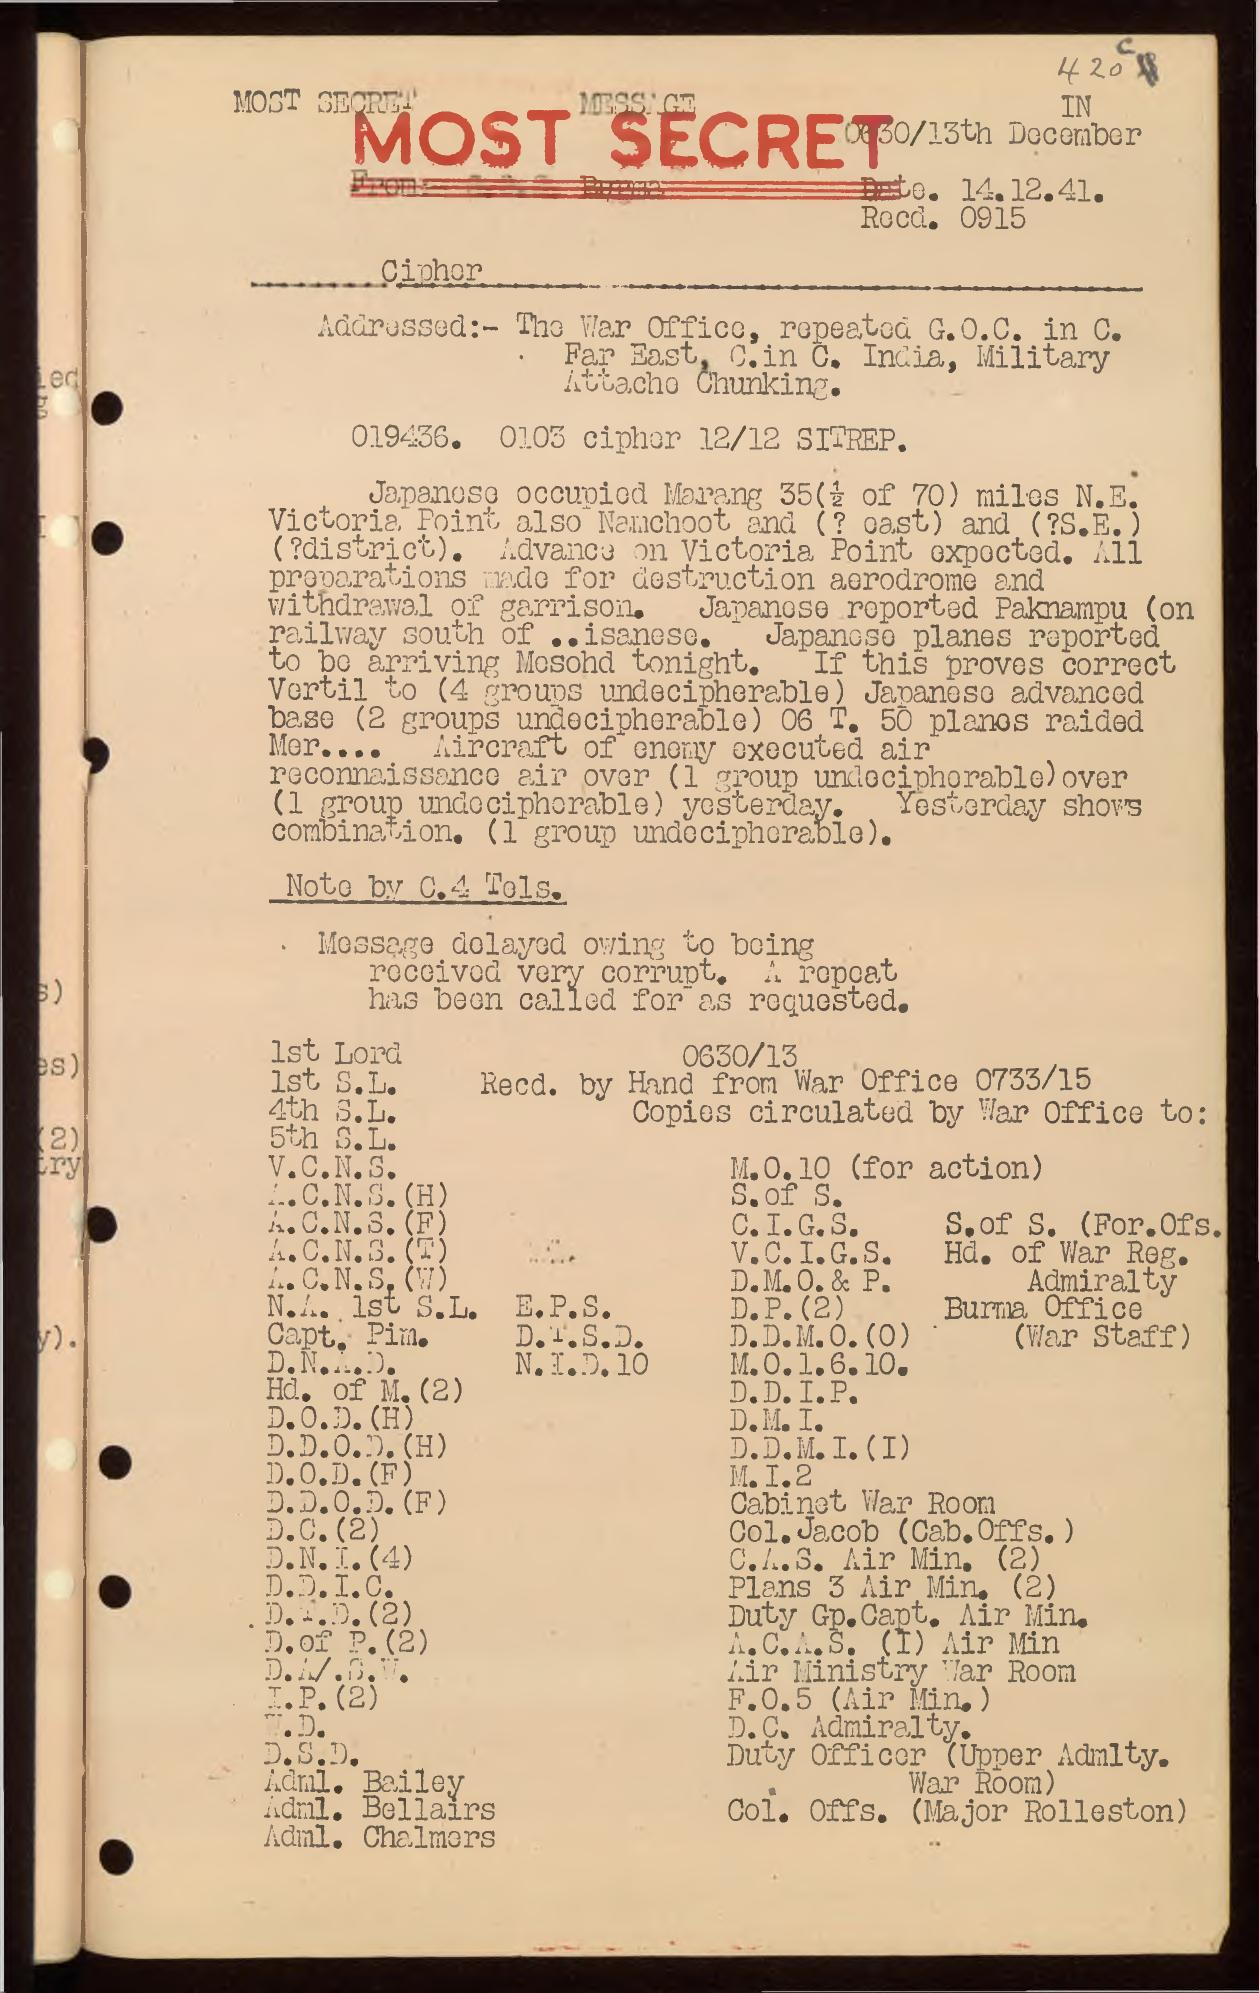 420
c
MOST SECRET MESSAGE IN
MOST SECRET
0630/13th December
From:- Burma Date. 14.12.41.
Recd. 0915
Cipher
Addressed:- The War Office, repeated G.O.C. in C.
Far East, C.in C. India, Military
Attache Chunking.
019436. 0103 cipher 12/12 SITREP.
Japanese occupied Marang 35(½ of 70) miles N.E.
Victoria Point also Namchoot and (? east) and (?S.E.)
(?district). Advance on Victoria Point expected. All
preparations made for destruction aerodrome and
withdrawal of garrison. Japanese reported Paknampu (on
railway south of ..isanese. Japanese planes reported
to be arriving Mesohd tonight. If this proves correct
Vertil to (4 groups undecipherable) Japanese advanced
base (2 groups undecipherable) 06 T. 50 planes raided
Mer.... Aircraft of enemy executed air
reconnaissance air over (1 group undecipherable)over
(1 group undecipherable) yesterday. Yesterday shows
combination. (1 group undecipherable).
Note by C.4 Tels.
Message delayed owing to being
received very corrupt. A repeat
has been called for as requested.
1st Lord 0630/13
1st S.L. Recd. by Hand from War Office 0733/15
4th S.L. Copies circulated by War Office to:
5th S.L.
V.C.N.S. M.O.10 (for action)
A.C.N.S.(H) S.of S.
A.C.N.S.(F) C.I.G.S. S.of S. (For.Ofs.
A.C.N.S.(T) V.C.I.G.S. Hd. of War Reg.
A.C.N.S.(W) D.M.O.& P. Admiralty
N.A. 1st S.L. E.P.S. D.P.(2) Burma Office
Capt. Pim. D.T.S.D. D.D.M.O.(O) (War Staff)
D.N.A.D. N.I.D.10 M.O.1.6.10.
Hd. of M.(2) D.D.I.P.
D.O.D.(H) D.M.I.
D.D.O.D.(H) D.D.M.I.(I)
D.O.D.(F) M.I.2
D.D.O.D.(F) Cabinet War Room
D.C.(2) Col.Jacob (Cab.Offs.)
D.N.I.(4) C.A.S. Air Min. (2)
D.D.I.C. Plans 3 Air Min. (2)
D.T.D.(2) Duty Gp.Capt. Air Min.
D.of P.(2) A.C.A.S. (I) Air Min
D.A/.S.W. Air Ministry War Room
I.P.(2) F.O.5 (Air Min.)
D.C. Admiralty.
D.S.D. Duty Officer (Upper Admlty.
Adml. Bailey War Room)
Adml. Bellairs Col. Offs. (Major Rolleston)
Adml. Chalmers